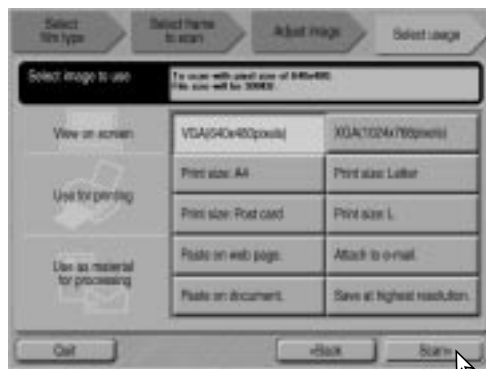 Select
film type
Select frame
to scan
Adjust image
Select usage
Select image to use
To scan with pixel size of 640x480.
File size will be 900KB.
View on screen
VGA(640x480pixels)
XGA(1024x768pixels)
Use for printing
Print size: A4
Print size: Letter
Print size: Post card
Print size: L
Use as material
for processing
Paste on web page.
Attach to e-mail.
Paste on document.
Save at highest resolution.
Quit
<Back
Scan>